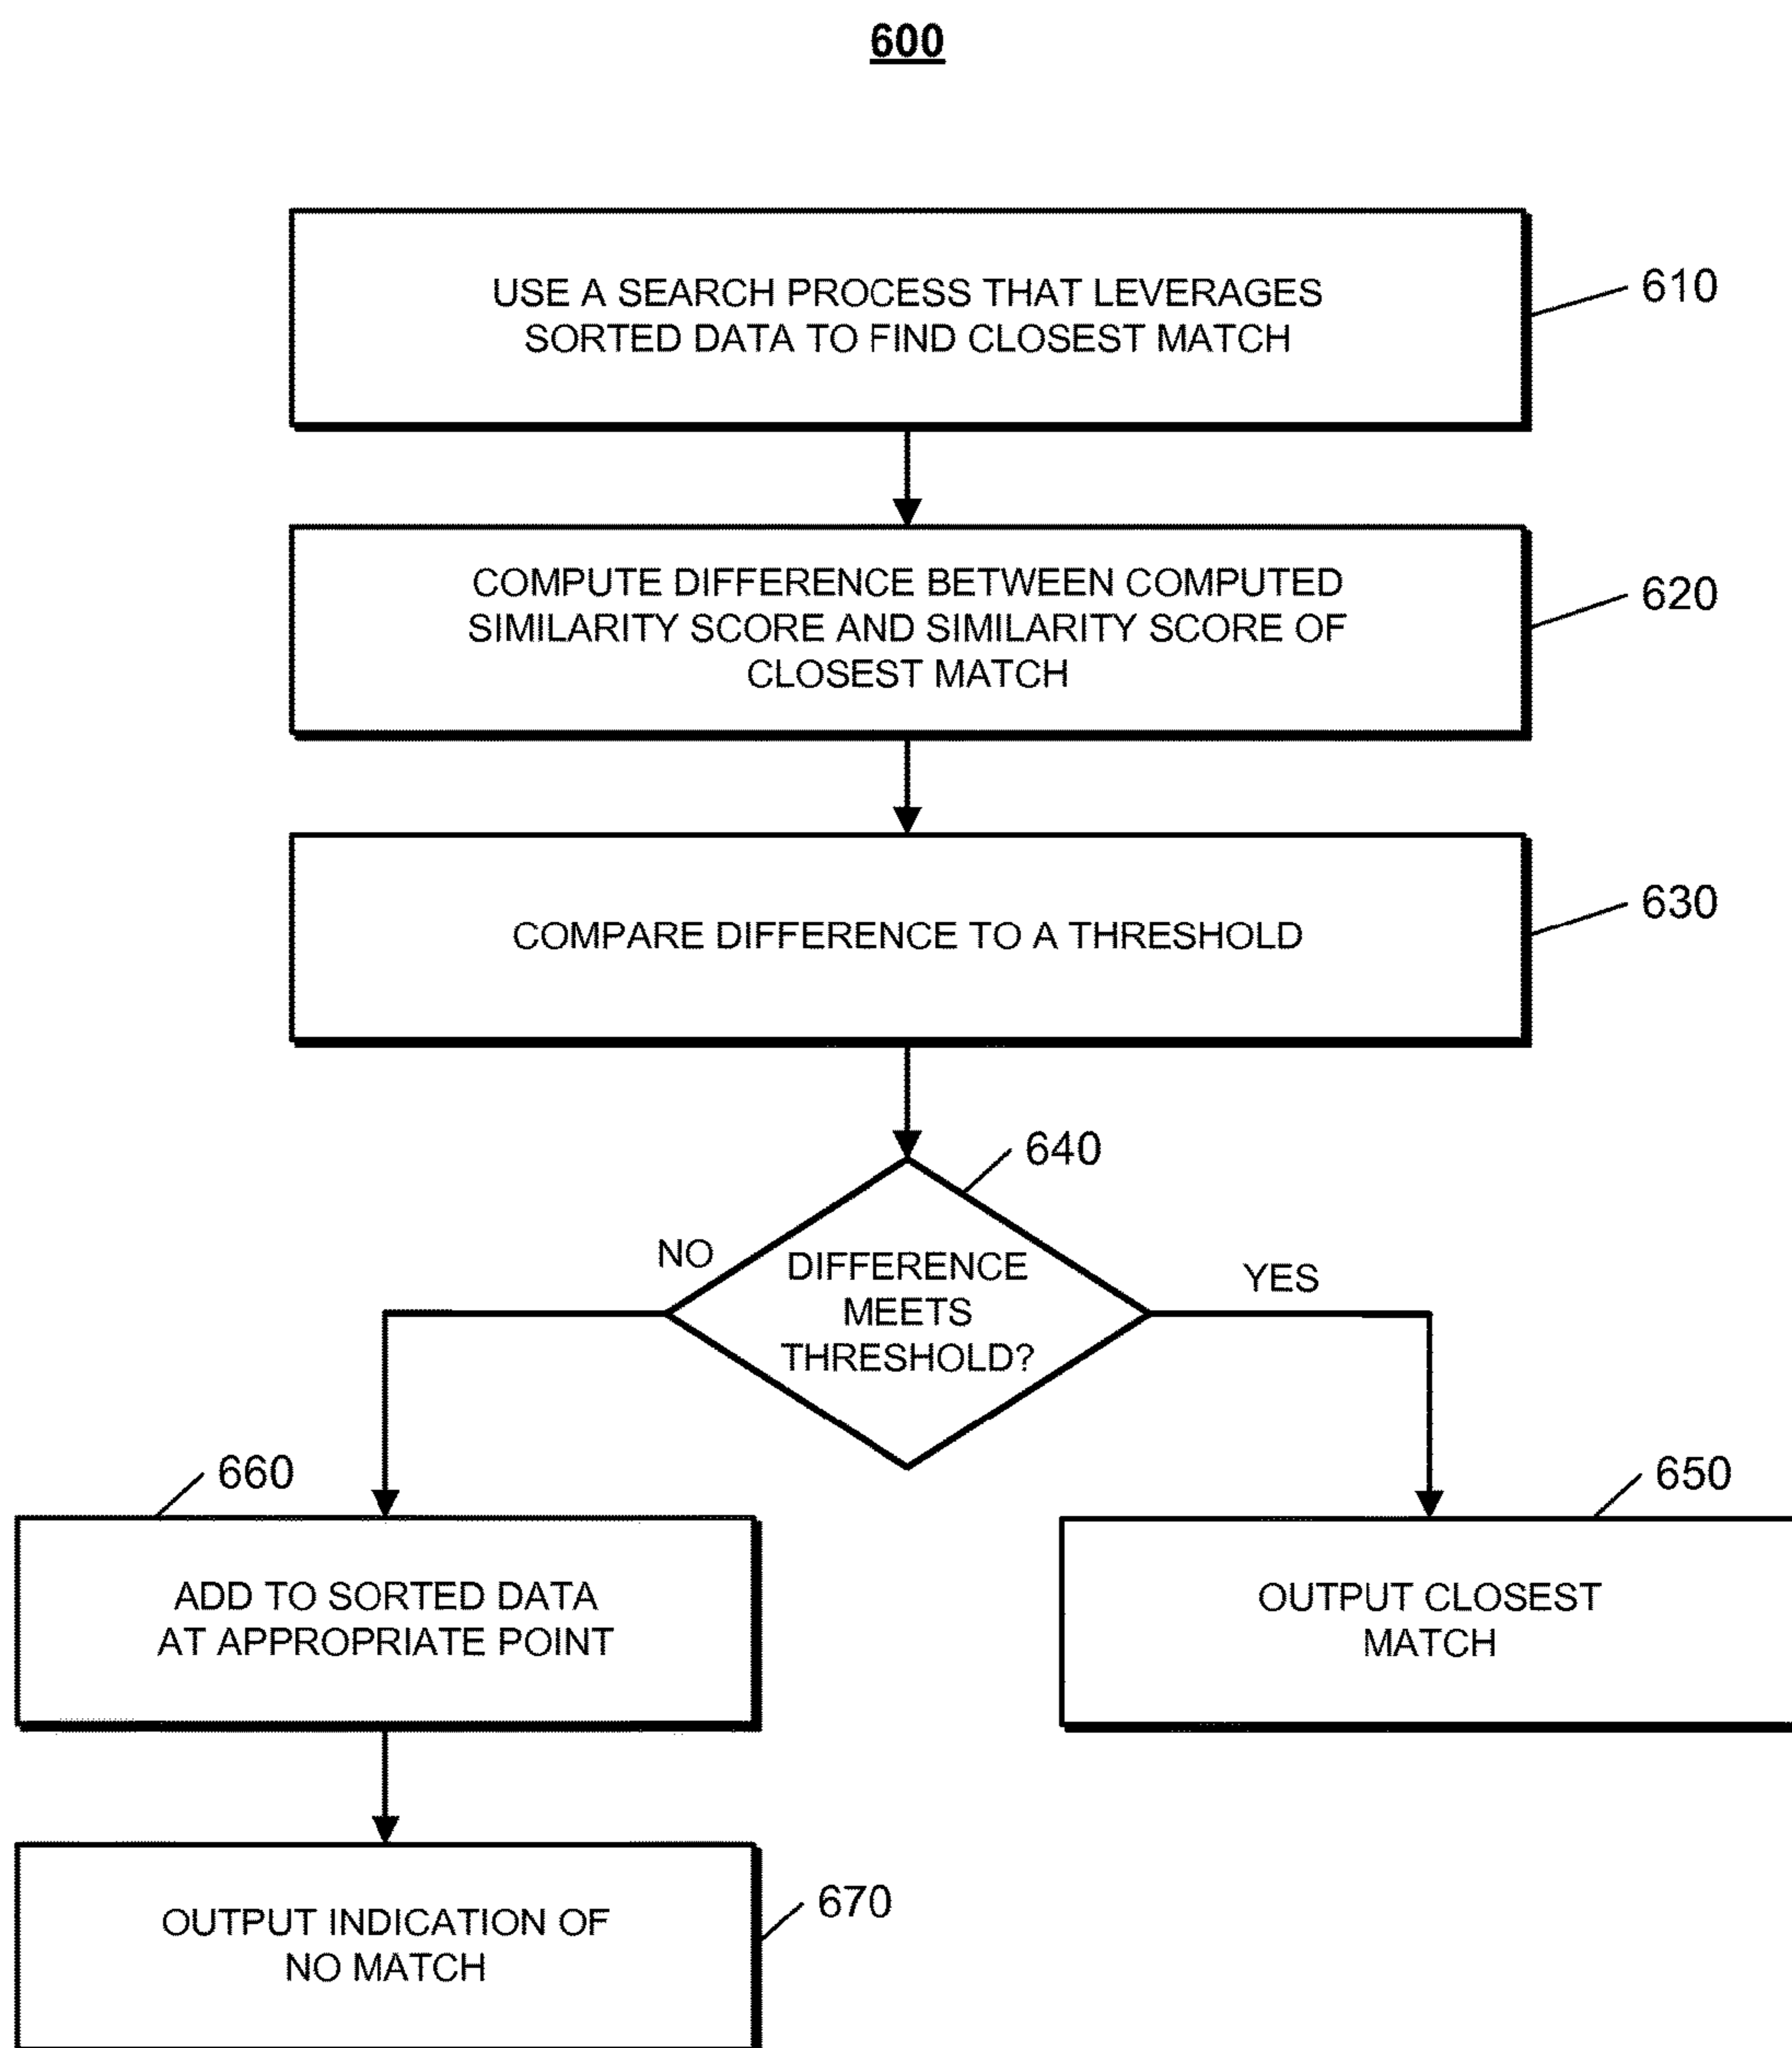 600
USE A SEARCH PROCESS THAT LEVERAGES
SORTED DATA TO FIND CLOSEST MATCH
610
COMPUTE DIFFERENCE BETWEEN COMPUTED
SIMILARITY SCORE AND SIMILARITY SCORE OF
CLOSEST MATCH
620
COMPARE DIFFERENCE TO A THRESHOLD
630
640
NO
DIFFERENCE
MEETS
THRESHOLD?
YES
660
ADD TO SORTED DATA
AT APPROPRIATE POINT
650
OUTPUT CLOSEST
MATCH
OUTPUT INDICATION OF
NO MATCH
670